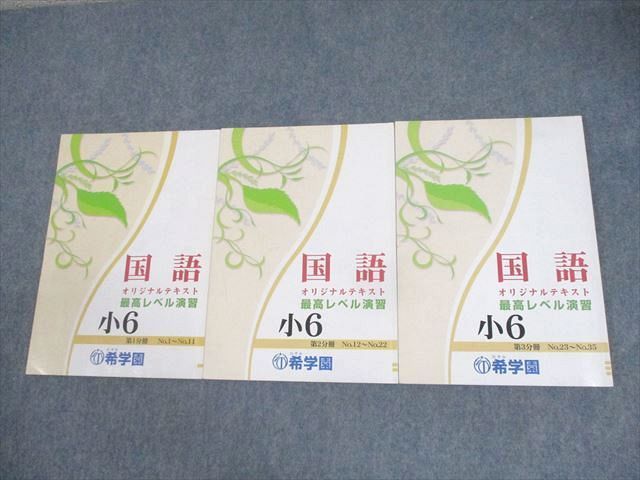 国語
オリジナルテキスト
最高レベル演習
小6
第1分冊 No.1～No.11
希学園
国語
オリジナルテキスト
最高レベル演習
小6
第2分冊 No.12～No.22
希学園
国語
オリジナルテキスト
最高レベル演習
小6
第3分冊 No.23～No.35
希学園